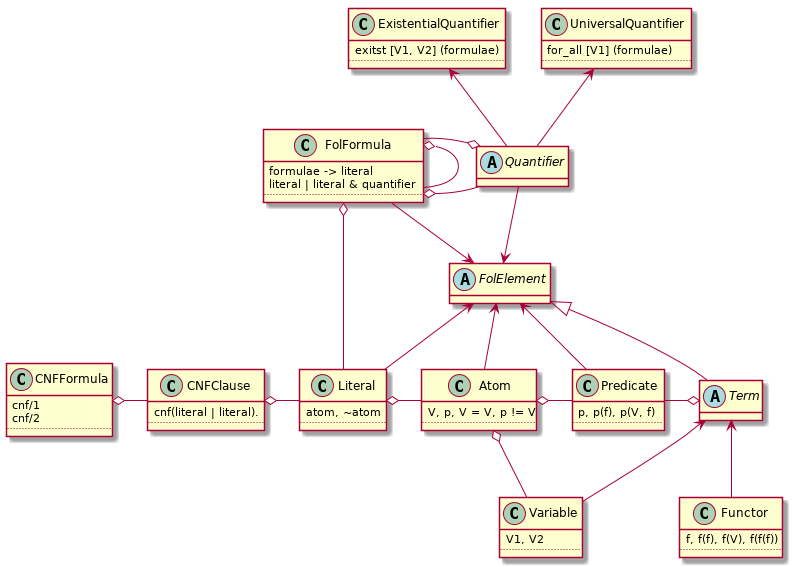 C ExistentialQuantifier
exitst [V1, V2] (formulae)
C UniversalQuantifier
for_all [V1] (formulae)
C FolFormula
formulae -> literal
literal | literal & quantifier
A Quantifier
A FolElement
C CNFFormula
cnf/1
cnf/2
C CNFClause
cnf(literal | literal).
C Literal
atom, ~atom
C Atom
V, p, V = V, p != V
C Predicate
p, p(f), p(V, f)
A Term
C Variable
V1, V2
C Functor
f, f(f), f(V), f(f(f))